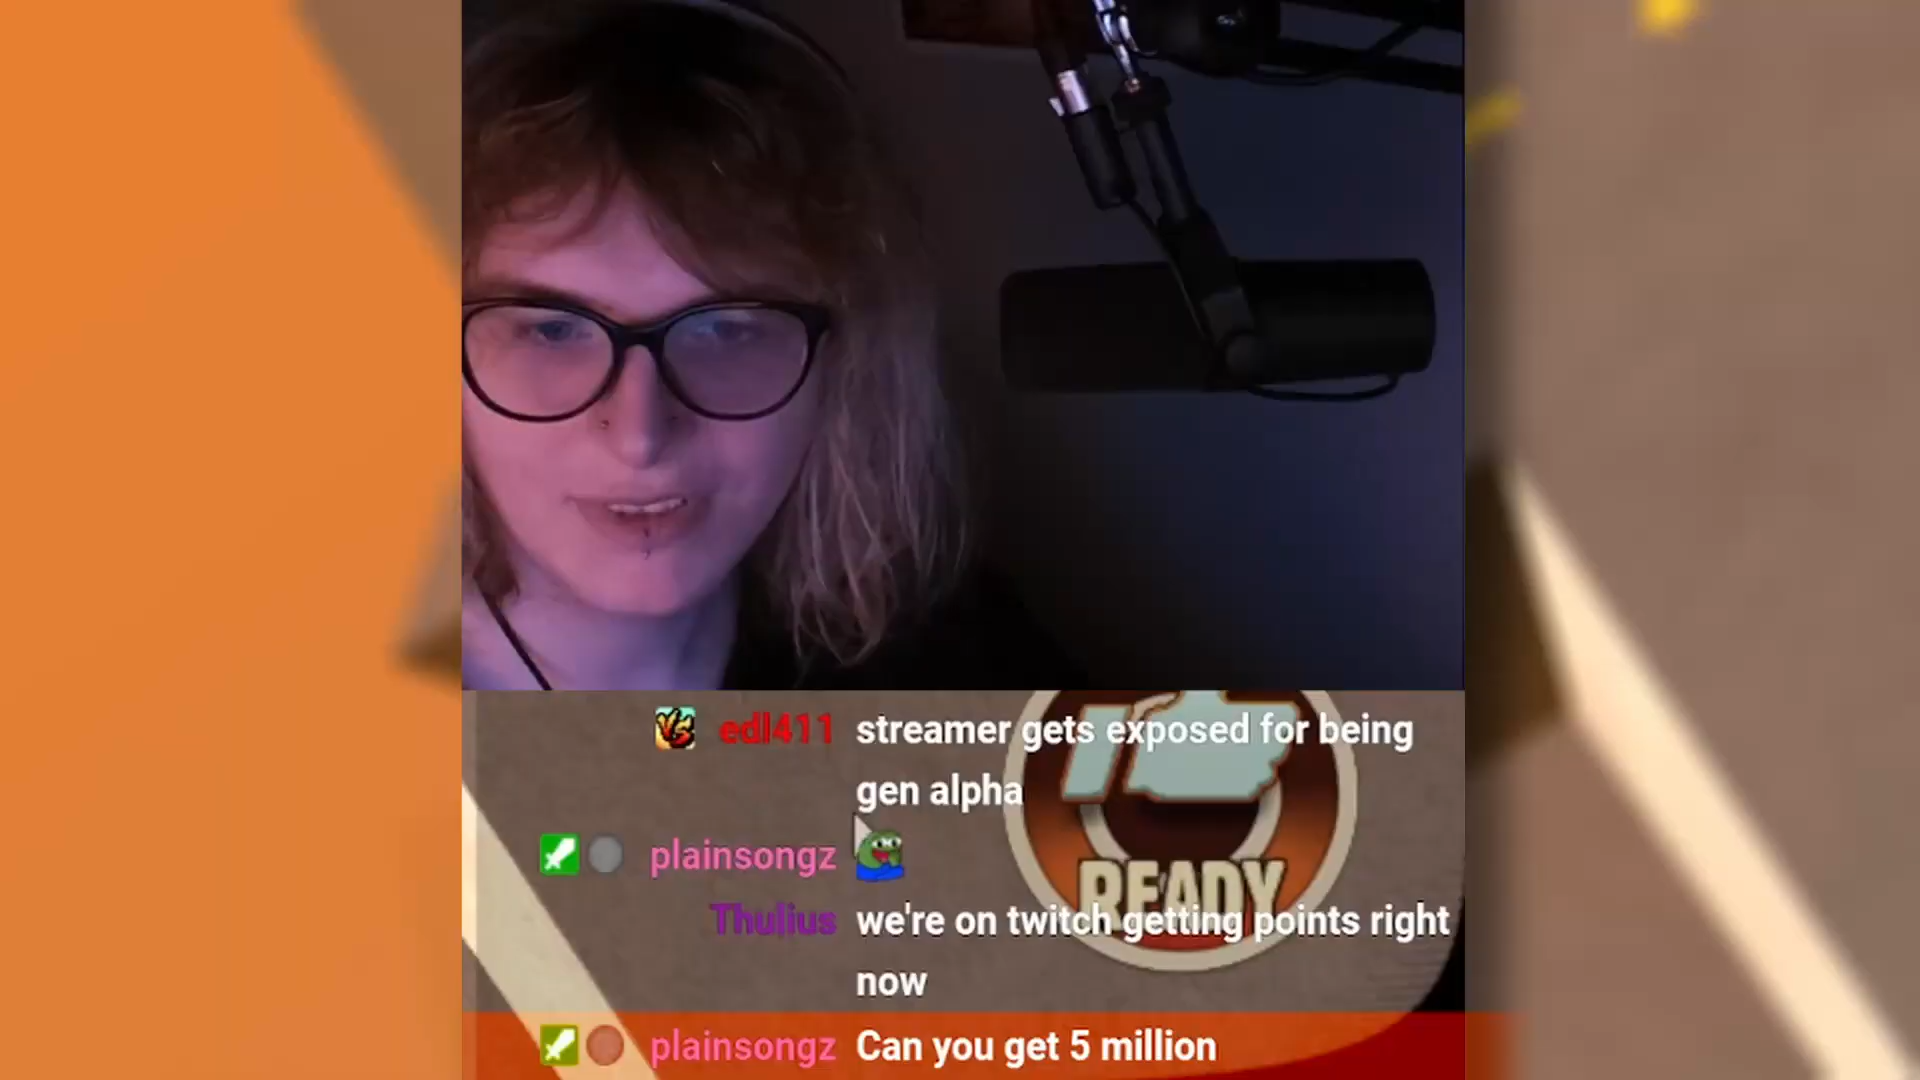 VS edl411 streamer gets exposed for being
gen alpha
plainsongz
READY
Thulius we're on twitch getting points right
now
plainsongz Can you get 5 million